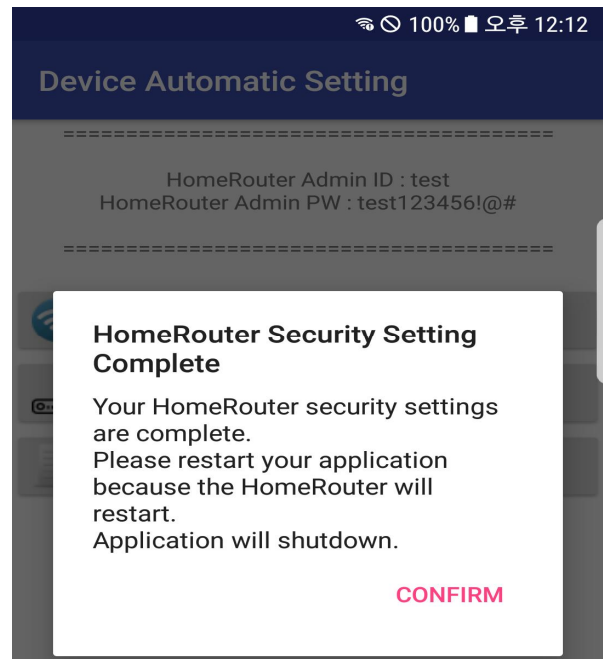 100% 오후 12:12
Device Automatic Setting
=======================================
HomeRouter Admin ID : test
HomeRouter Admin PW : test123456!@#
=======================================
HomeRouter Security Setting
Complete
Your HomeRouter security settings
are complete.
Please restart your application
because the HomeRouter will
restart.
Application will shutdown.
CONFIRM